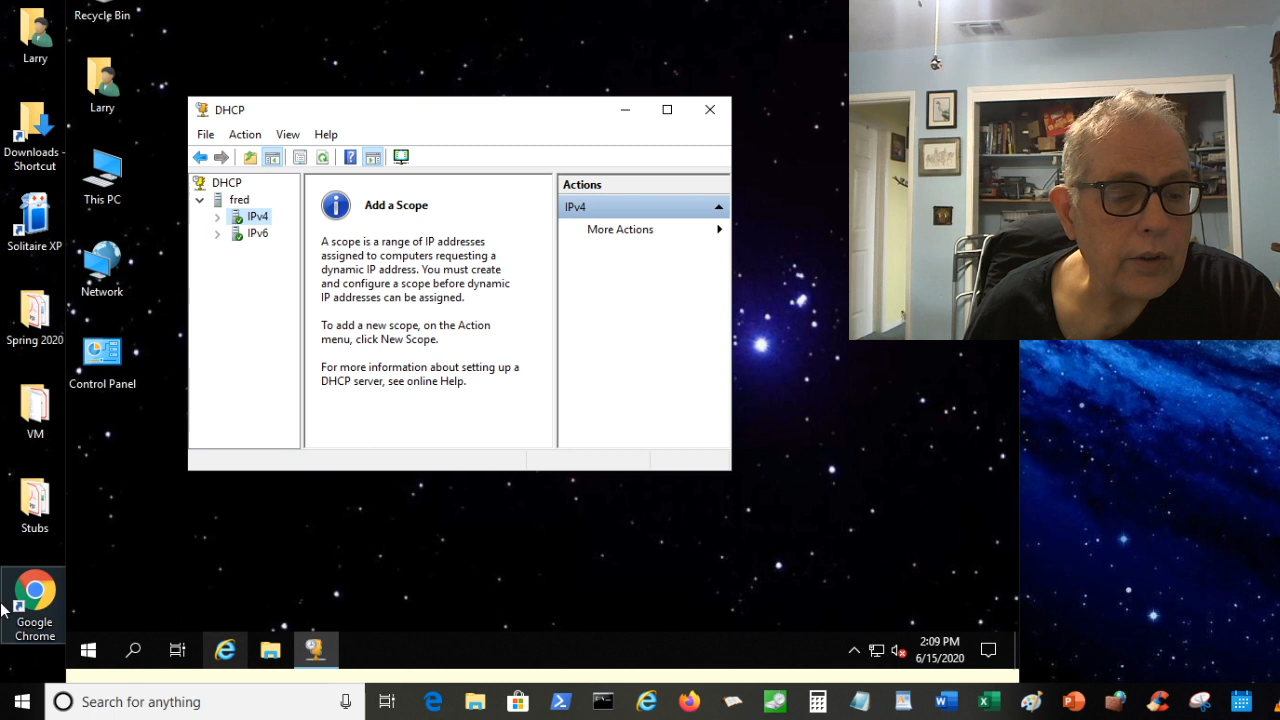 Larry
Downloads -
Shortcut
Solitaire XP
Spring 2020
VM
Stubs
Google
Chrome
Recycle Bin
Larry
This PC
Network
Control Panel
DHCP
File Action View Help
DHCP
fred
IPv4
IPv6
Add a Scope
A scope is a range of IP addresses
assigned to computers requesting a
dynamic IP address. You must create
and configure a scope before dynamic
IP addresses can be assigned.
To add a new scope, on the Action
menu, click New Scope.
For more information about setting up a
DHCP server, see online Help.
Actions
IPv4
More Actions
2:09 PM
6/15/2020
Search for anything